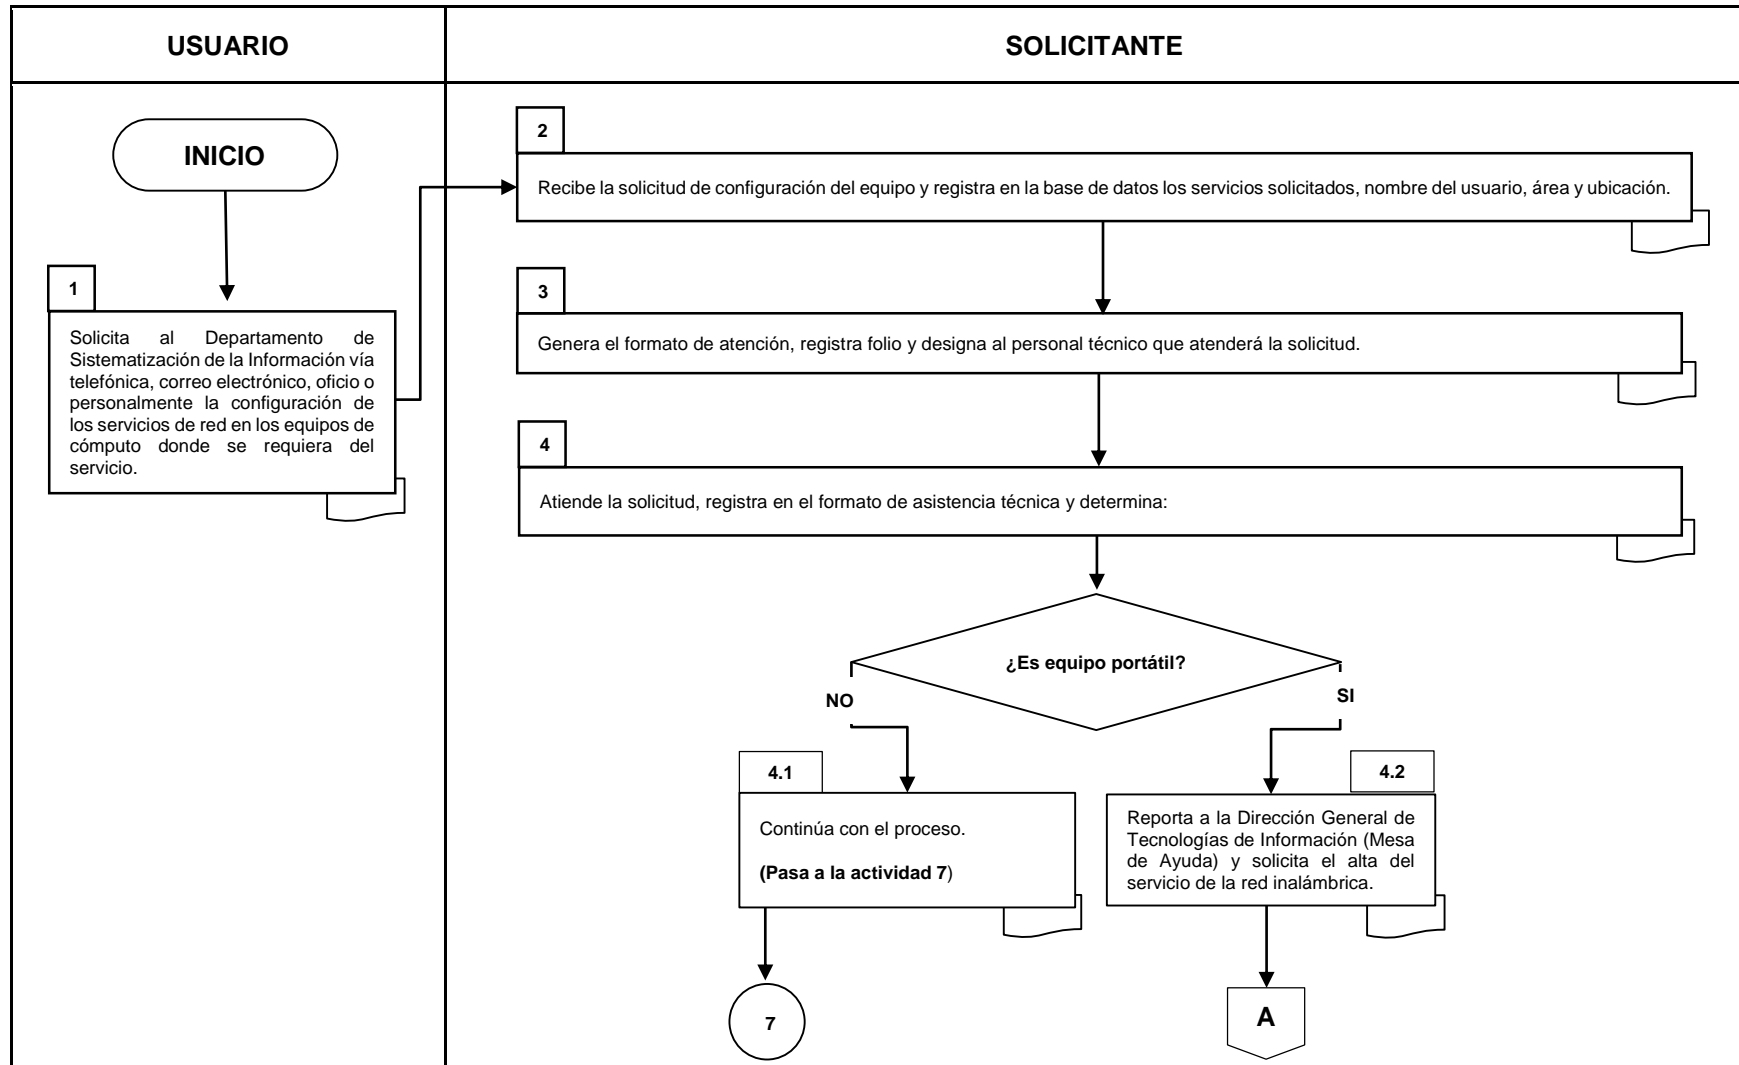 USUARIO
SOLICITANTE
INICIO
1
Solicita al Departamento de
Sistematización de la Información vía
telefónica, correo electrónico, oficio o
personalmente la configuración de
los servicios de red en los equipos de
cómputo donde se requiera del
servicio.
2
Recibe la solicitud de configuración del equipo y registra en la base de datos los servicios solicitados, nombre del usuario, área y ubicación.
3
Genera el formato de atención, registra folio y designa al personal técnico que atenderá la solicitud.
4
Atiende la solicitud, registra en el formato de asistencia técnica y determina:
¿Es equipo portátil?
NO
SI
4.1
Continúa con el proceso.
(Pasa a la actividad 7)
7
4.2
Reporta a la Dirección General de
Tecnologías de Información (Mesa
de Ayuda) y solicita el alta del
servicio de la red inalámbrica.
A